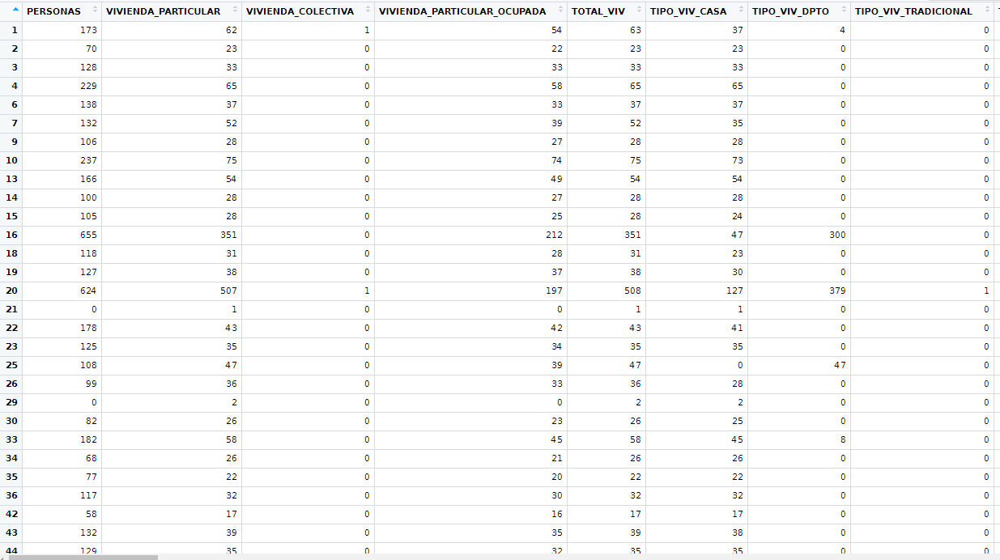 PERSONAS VIVIENDA_PARTICULAR VIVIENDA_COLECTIVA VIVIENDA_PARTICULAR_OCUPADA TOTAL_VIV TIPO_VIV_CASA TIPO_VIV_DPTO TIPO_VIV_TRADICIONAL
1 173 62 1 54 63 37 4 0
2 70 23 0 22 23 23 0 0
3 128 33 0 33 33 33 0 0
4 229 65 0 58 65 65 0 0
6 138 37 0 33 37 37 0 0
7 132 52 0 39 52 35 0 0
9 106 28 0 27 28 28 0 0
10 237 75 0 74 75 73 0 0
13 166 54 0 49 54 54 0 0
14 100 28 0 27 28 28 0 0
15 105 28 0 25 28 24 0 0
16 655 351 0 212 351 47 300 0
18 118 31 0 28 31 23 0 0
19 127 38 0 37 38 30 0 0
20 624 507 1 197 508 127 379 1
21 0 1 0 0 1 1 0 0
22 178 43 0 42 43 41 0 0
23 125 35 0 34 35 35 0 0
25 108 47 0 39 47 0 47 0
26 99 36 0 33 36 28 0 0
29 0 2 0 0 2 2 0 0
30 82 26 0 23 26 25 0 0
33 182 58 0 45 58 45 8 0
34 68 26 0 21 26 26 0 0
35 77 22 0 20 22 22 0 0
36 117 32 0 30 32 32 0 0
42 58 17 0 16 17 17 0 0
43 132 39 0 35 39 38 0 0
44 129 35 0 32 35 35 0 0